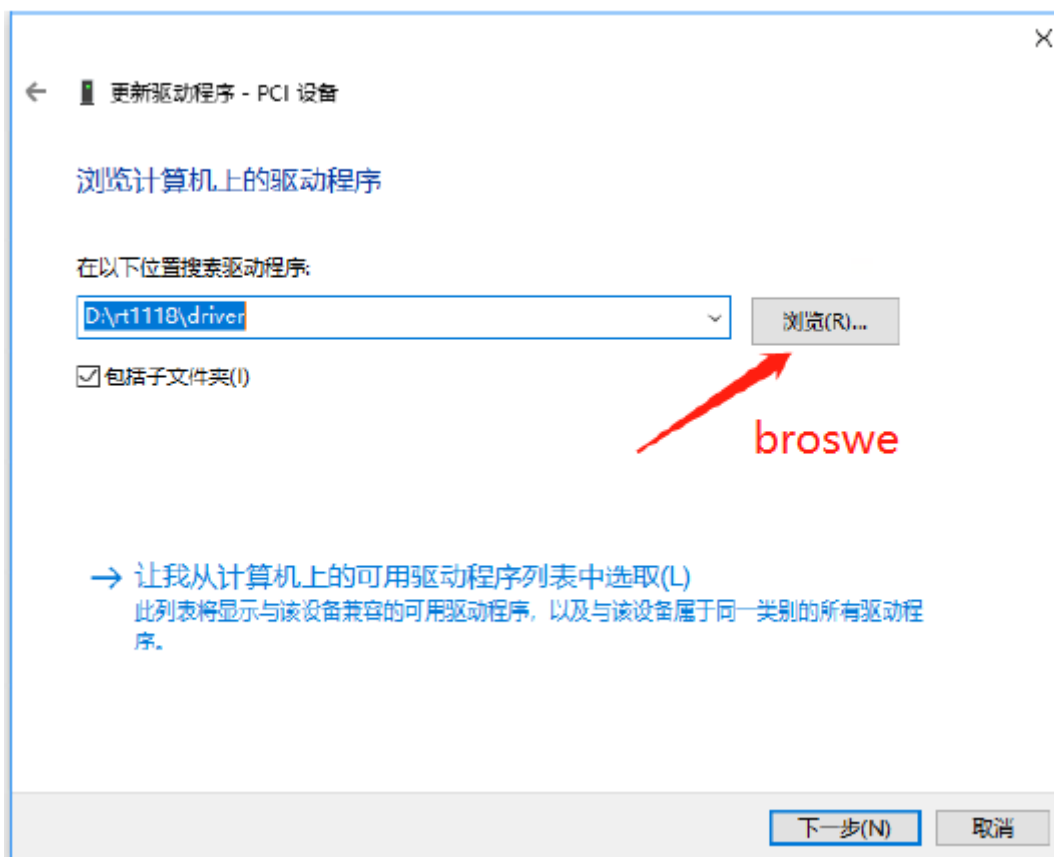 更新驱动程序 - PCI 设备
浏览计算机上的驱动程序
在以下位置搜索驱动程序:
D:\rt1118\driver
浏览(R)...
包括子文件夹(I)
broswe
→ 让我从计算机上的可用驱动程序列表中选取(L)
此列表将显示与该设备兼容的可用驱动程序，以及与该设备属于同一类别的所有驱动程
序。
下一步(N)
取消